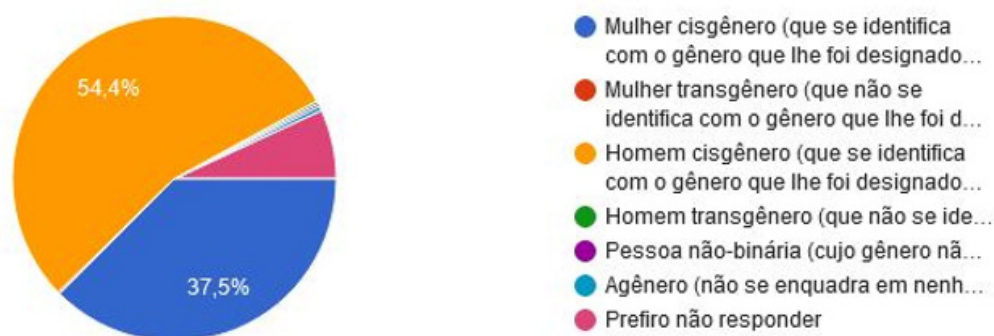 54,4%
37,5%
Mulher cisgênero (que se identifica
com o gênero que lhe foi designado...
Mulher transgênero (que não se
identifica com o gênero que lhe foi d...
Homem cisgênero (que se identifica
com o gênero que lhe foi designado...
Homem transgênero (que não se ide...
Pessoa não-binária (cujo gênero nã...
Agênero (não se enquadra em nenh...
Prefiro não responder